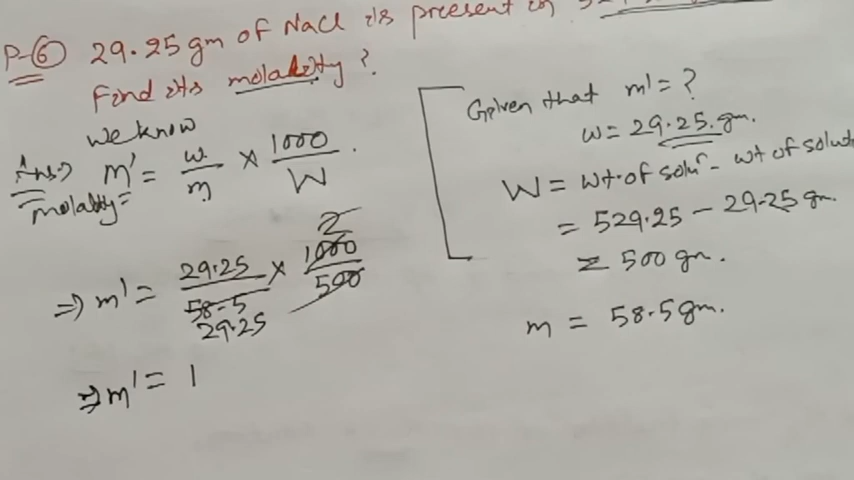 P-6 29.25 gm of NaCl is present in
Find its molality ?
we know
Ans:-> m' = w/m × 1000/W .
molality=
=> m' = 29.25/58.5 × 1000/500
2
29.25
=> m' = 1
Given that m' = ?
w = 29.25. gm.
W = wt. of solun - wt of solut
= 529.25 - 29.25 gm.
= 500 gm.
m = 58.5 gm.